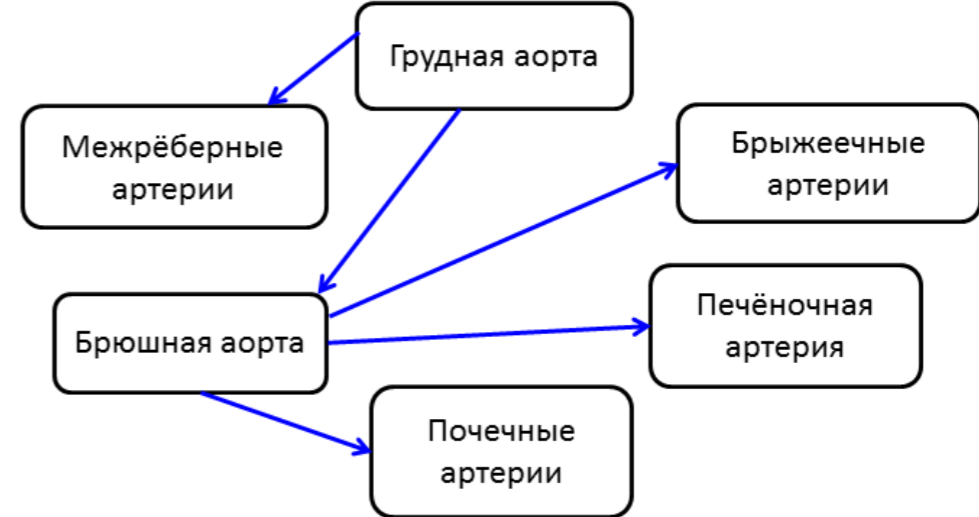 Грудная аорта
Межрёберные
артерии
Брыжеечные
артерии
Печёночная
артерия
Брюшная аорта
Почечные
артерии